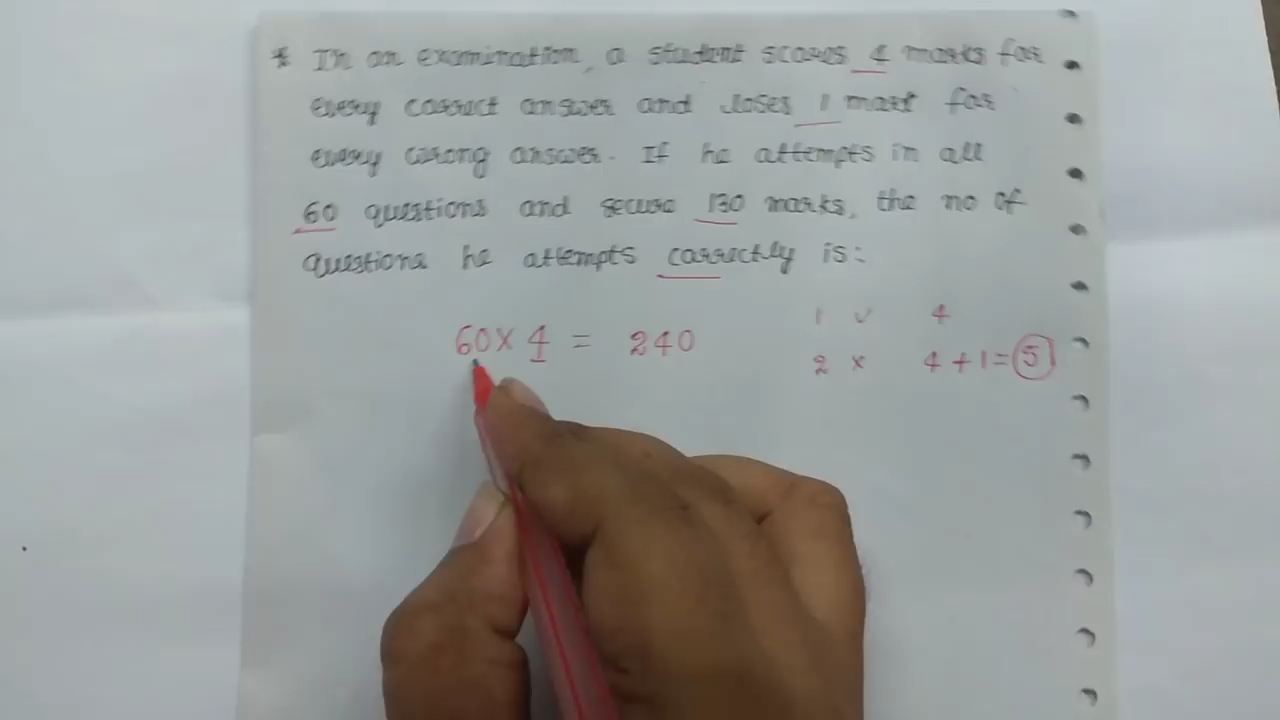 * In an examination, a student scores 4 marks for
every correct answer and loses 1 mark for
every wrong answer. If he attempts in all
60 questions and secure 130 marks, the no of
questions he attempts correctly is:
60 x 4 = 240
1 ✓ 4
2 x 4 + 1 = 5